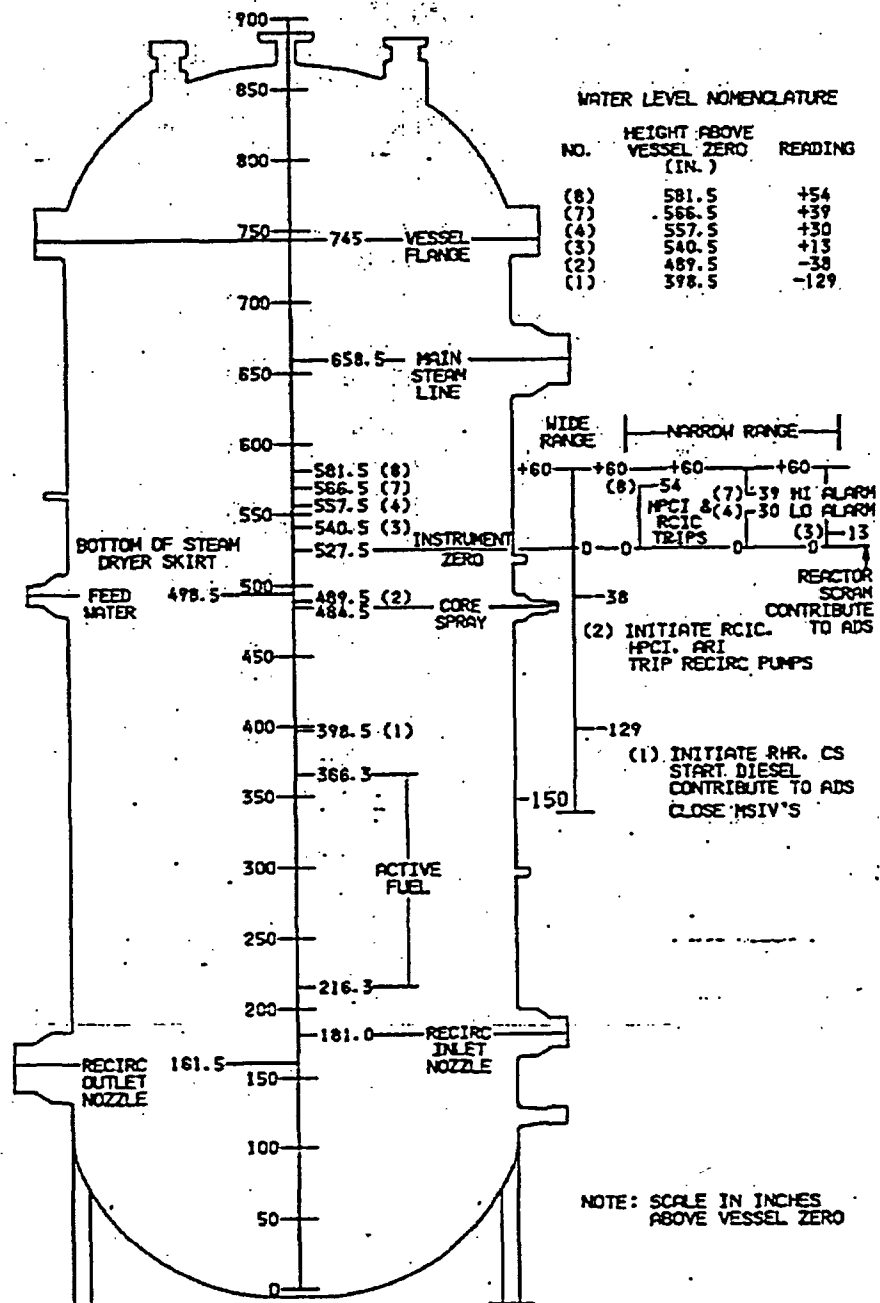 900
850
800
750
700
650
600
550
500
450
400
350
300
250
200
150
100
50
0
WATER LEVEL NOMENCLATURE
NO. HEIGHT ABOVE VESSEL ZERO (IN.) READING
(8) 581.5 +54
(7) 566.5 +39
(4) 557.5 +30
(3) 540.5 +13
(2) 489.5 -38
(1) 398.5 -129
745 VESSEL
FLANGE
658.5 MAIN
STEAM
LINE
581.5 (8)
566.5 (7)
557.5 (4)
540.5 (3)
527.5 INSTRUMENT
ZERO
BOTTOM OF STEAM
DRYER SKIRT
FEED
WATER
498.5
489.5 (2)
484.5 CORE
SPRAY
398.5 (1)
366.3
ACTIVE
FUEL
216.3
181.0 RECIRC
INLET
NOZZLE
RECIRC
OUTLET
NOZZLE
161.5
WIDE
RANGE
NARROW RANGE
+60 +60 +60 +60
(8) 54
HPCI &
RCIC
TRIPS
(7) 39 HI ALARM
(4) 30 LO ALARM
(3) 13
0 0 0 0
REACTOR
SCRAM
CONTRIBUTE
TO ADS
-38
(2) INITIATE RCIC.
HPCI. ARI
TRIP RECIRC PUMPS
-129
(1) INITIATE RHR. CS
START DIESEL
CONTRIBUTE TO ADS
CLOSE MSIV'S
-150
NOTE: SCALE IN INCHES
ABOVE VESSEL ZERO